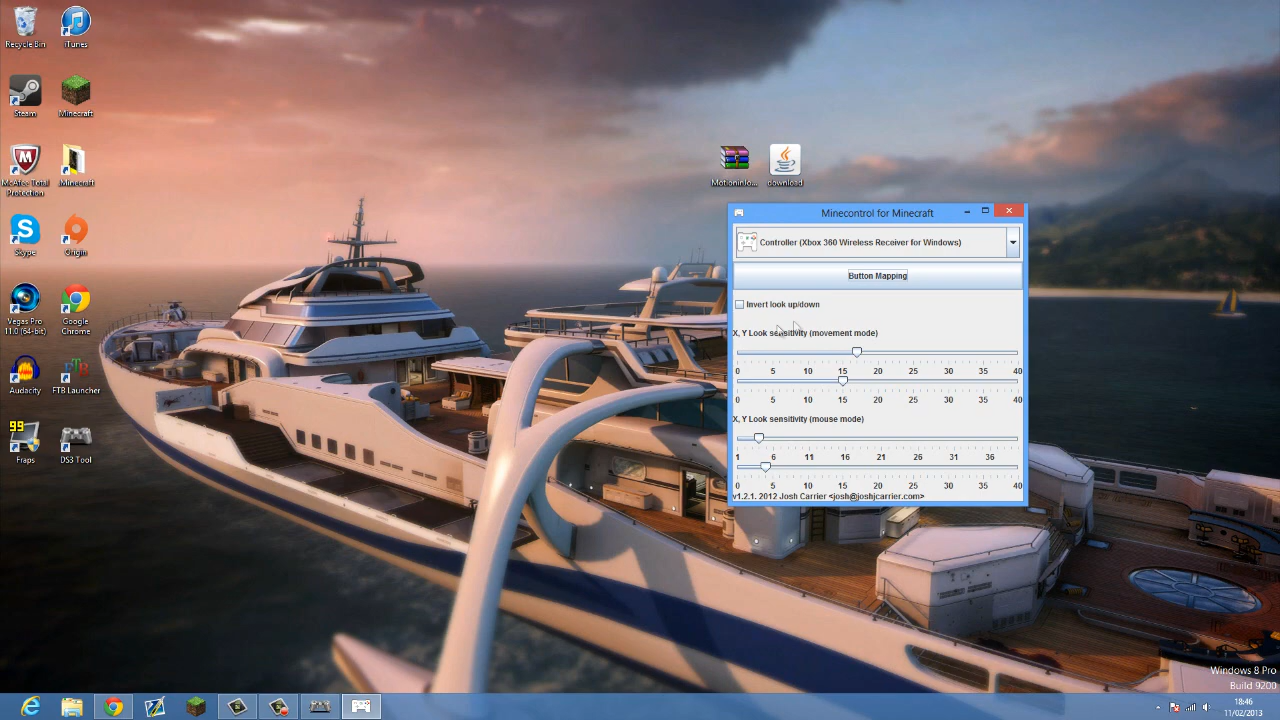 Recycle Bin
iTunes
Steam
Minecraft
McAfee Total
Protection
.Minecraft
Skype
Origin
Vegas Pro
11.0 (64-bit)
Google
Chrome
Audacity
FTB Launcher
99
Fraps
DS3 Tool
MotioninJo...
download
Minecontrol for Minecraft
Controller (Xbox 360 Wireless Receiver for Windows)
Button Mapping
Invert look up/down
X, Y Look sensitivity (movement mode)
0 5 10 15 20 25 30 35 40
0 5 10 15 20 25 30 35 40
X, Y Look sensitivity (mouse mode)
1 6 11 16 21 26 31 36
0 5 10 15 20 25 30 35 40
v1.2.1. 2012 Josh Carrier <josh@joshjcarrier.com>
Windows 8 Pro
Build 9200
18:46
11/02/2013